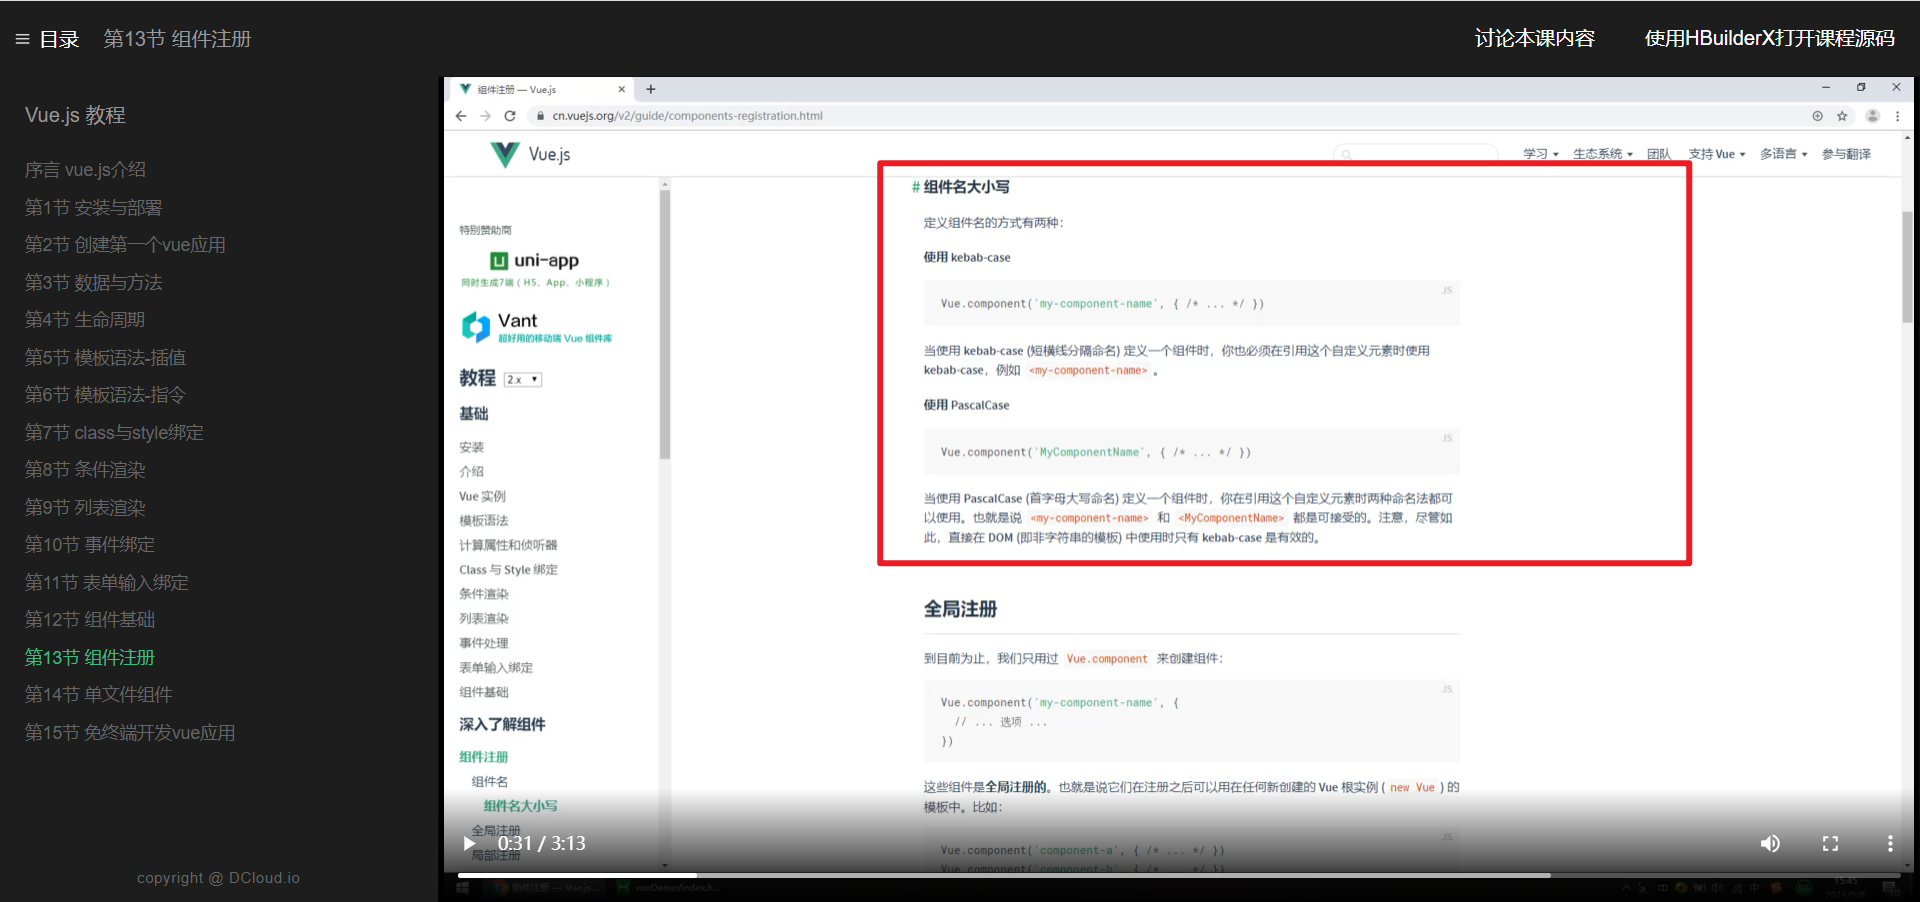 目录 第13节 组件注册
讨论本课内容 使用HBuilderX打开课程源码
Vue.js 教程
序言 vue.js介绍
第1节 安装与部署
第2节 创建第一个vue应用
第3节 数据与方法
第4节 生命周期
第5节 模板语法-插值
第6节 模板语法-指令
第7节 class与style绑定
第8节 条件渲染
第9节 列表渲染
第10节 事件绑定
第11节 表单输入绑定
第12节 组件基础
第13节 组件注册
第14节 单文件组件
第15节 免终端开发vue应用
copyright @ DCloud.io
组件注册 — Vue.js
cn.vuejs.org/v2/guide/components-registration.html
Vue.js
学习 生态系统 团队 支持 Vue 多语言 参与翻译
特别赞助商
uni-app
同时生成7端（H5、App、小程序）
Vant
超好用的移动端 Vue 组件库
教程 2.x
基础
安装
介绍
Vue 实例
模板语法
计算属性和侦听器
Class 与 Style 绑定
条件渲染
列表渲染
事件处理
表单输入绑定
组件基础
深入了解组件
组件注册
组件名
组件名大小写
全局注册
局部注册
# 组件名大小写
定义组件名的方式有两种：
使用 kebab-case
JS
Vue.component('my-component-name', { /* ... */ })
当使用 kebab-case (短横线分隔命名) 定义一个组件时，你也必须在引用这个自定义元素时使用
kebab-case，例如 <my-component-name>。
使用 PascalCase
JS
Vue.component('MyComponentName', { /* ... */ })
当使用 PascalCase (首字母大写命名) 定义一个组件时，你在引用这个自定义元素时两种命名法都可
以使用。也就是说 <my-component-name> 和 <MyComponentName> 都是可接受的。注意，尽管如
此，直接在 DOM (即非字符串的模板) 中使用时只有 kebab-case 是有效的。
全局注册
到目前为止，我们只用过 Vue.component 来创建组件：
JS
Vue.component('my-component-name', {
// ... 选项 ...
})
这些组件是全局注册的。也就是说它们在注册之后可以用在任何新创建的 Vue 根实例 (new Vue) 的
模板中。比如：
JS
Vue.component('component-a', { /* ... */ })
Vue.component('component-b', { /* ... */ })
0:31 / 3:13
组件注册 — Vue.js...
vueDemo/index.h...
中
15:45